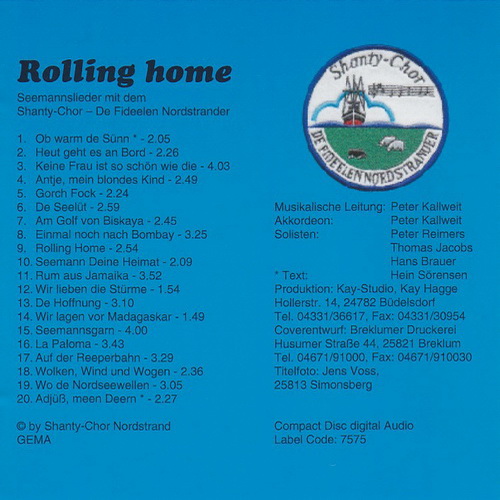 Rolling home
Seemannslieder mit dem
Shanty-Chor – De Fideelen Nordstrander
1. Ob warm de Sünn * - 2.05
2. Heut geht es an Bord - 2.26
3. Keine Frau ist so schön wie die - 4.03
4. Antje, mein blondes Kind - 2.49
5. Gorch Fock - 2.24
6. De Seelüt - 2.59
7. Am Golf von Biskaya - 2.45
8. Einmal noch nach Bombay - 3.25
9. Rolling Home - 2.54
10. Seemann Deine Heimat - 2.09
11. Rum aus Jamaika - 3.52
12. Wir lieben die Stürme - 1.54
13. De Hoffnung - 3.10
14. Wir lagen vor Madagaskar - 1.49
15. Seemannsgarn - 4.00
16. La Paloma - 3.43
17. Auf der Reeperbahn - 3.29
18. Wolken, Wind und Wogen - 2.36
19. Wo de Nordseewellen - 3.05
20. Adjüß, meen Deern * - 2.27
© by Shanty-Chor Nordstrand
GEMA
Shanty-Chor
DE FIDEELEN NORDSTRANDER
Musikalische Leitung: Peter Kallweit
Akkordeon: Peter Kallweit
Solisten: Peter Reimers
Thomas Jacobs
Hans Brauer
* Text: Hein Sörensen
Produktion: Kay-Studio, Kay Hagge
Hollerstr. 14, 24782 Büdelsdorf
Tel. 04331/36617, Fax: 04331/30954
Coverentwurf: Breklumer Druckerei
Husumer Straße 44, 25821 Breklum
Tel. 04671/91000, Fax: 04671/910030
Titelfoto: Jens Voss,
25813 Simonsberg
Compact Disc digital Audio
Label Code: 7575